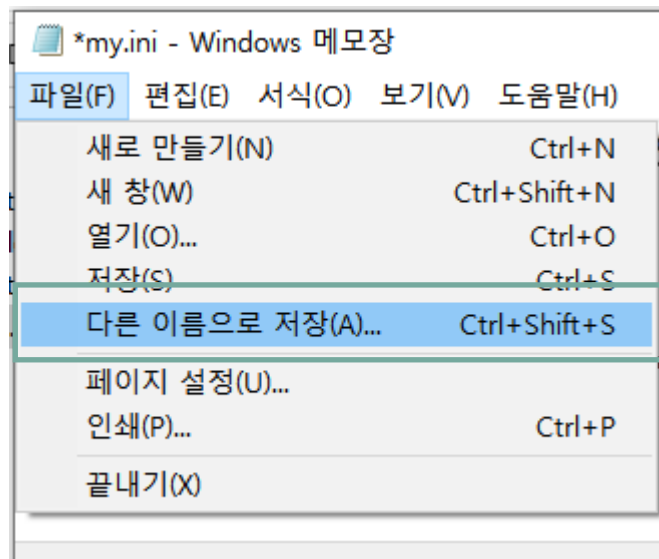 *my.ini - Windows 메모장
파일(F) 편집(E) 서식(O) 보기(V) 도움말(H)
새로 만들기(N) Ctrl+N
새 창(W) Ctrl+Shift+N
열기(O)... Ctrl+O
저장(S) Ctrl+S
다른 이름으로 저장(A)... Ctrl+Shift+S
페이지 설정(U)...
인쇄(P)... Ctrl+P
끝내기(X)